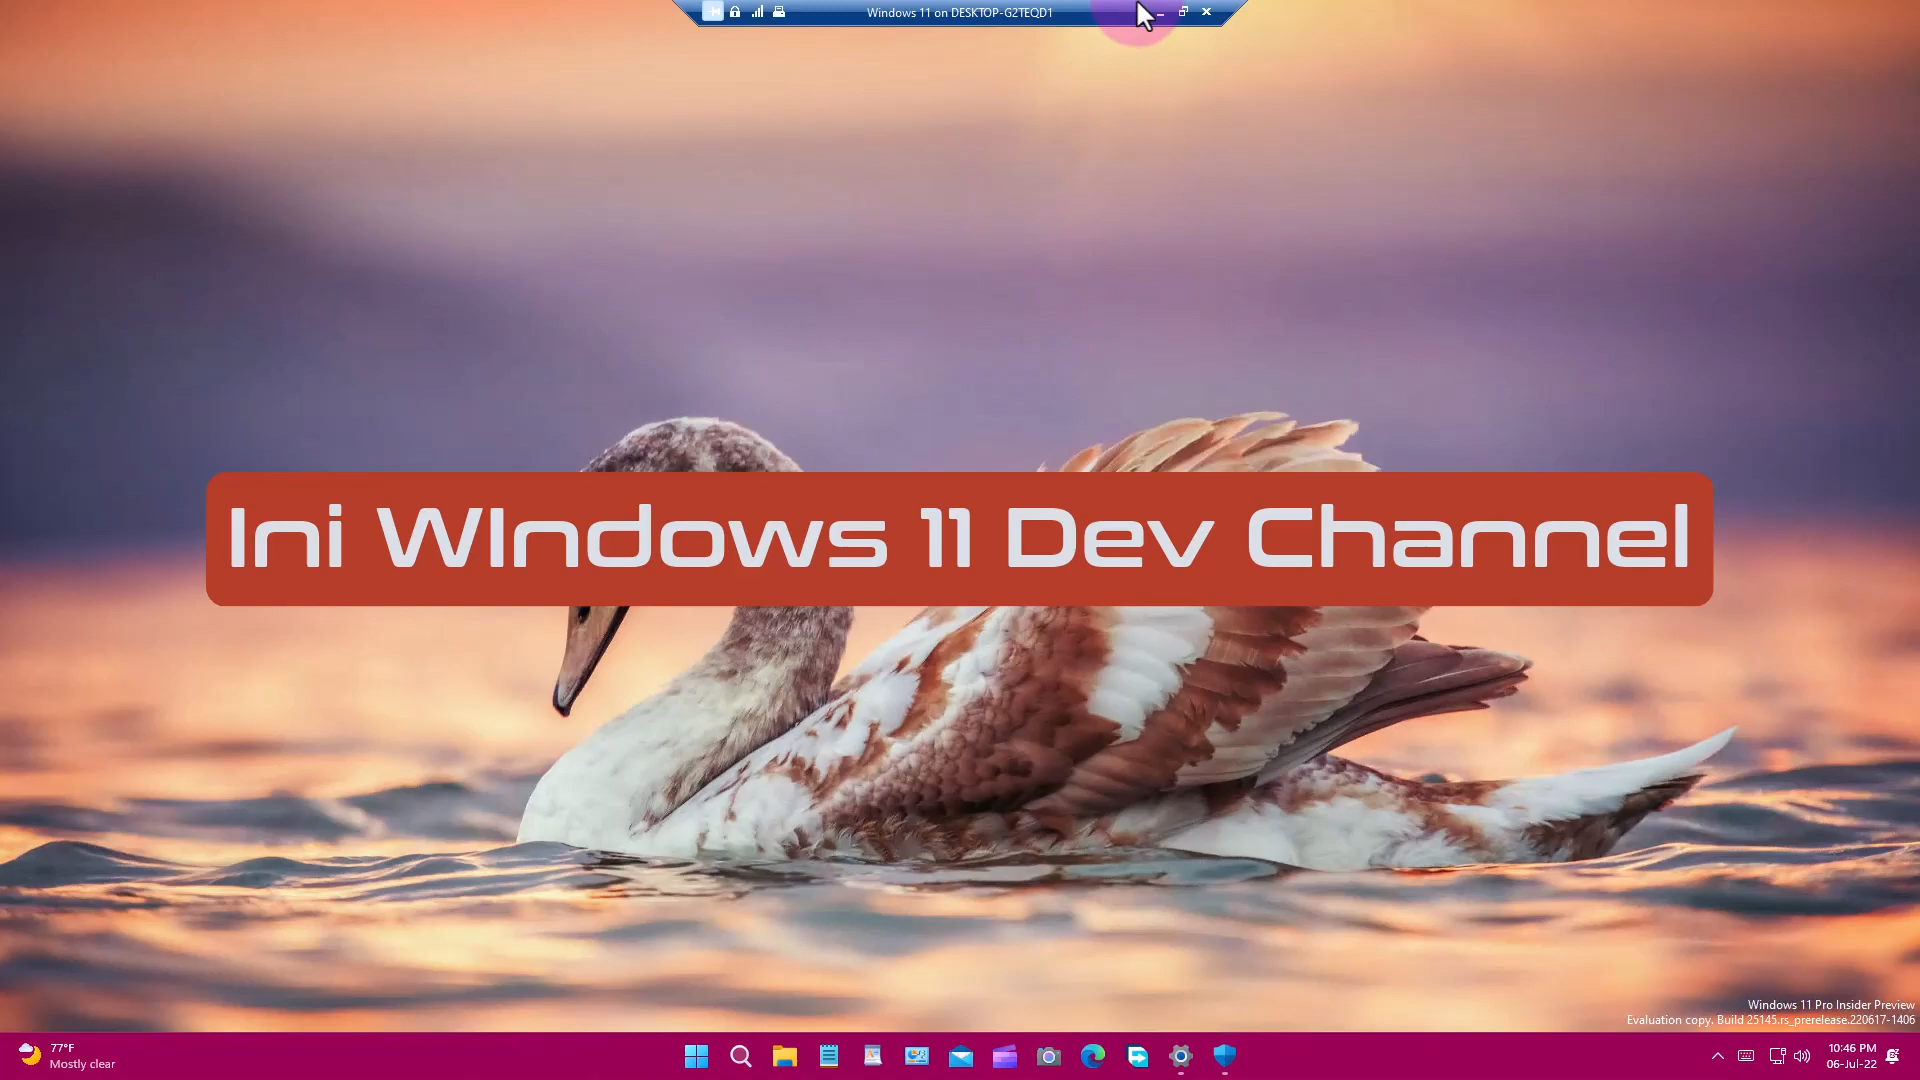 Windows 11 on DESKTOP-G2TEQD1
Ini WIndows 11 Dev Channel
Windows 11 Pro Insider Preview
Evaluation copy. Build 25145.rs_prerelease.220617-1406
77°F
Mostly clear
10:46 PM
06-Jul-22